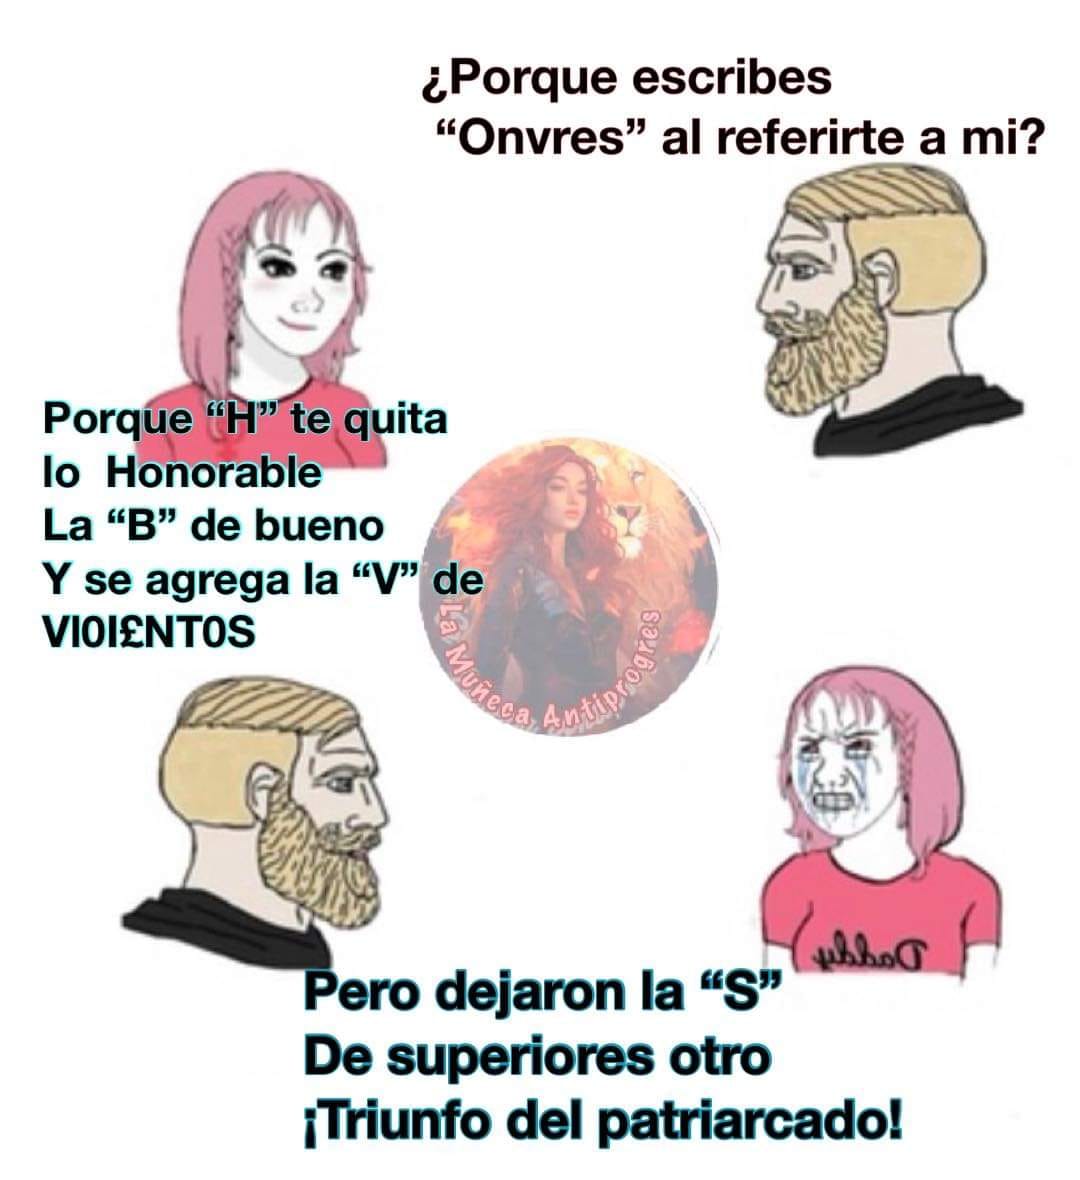 ¿Porque escribes
“Onvres” al referirte a mi?
Porque “H” te quita
lo Honorable
La “B” de bueno
Y se agrega la “V” de
VI0I£NT0S
La Muñeca Antiprogres
Daddy
Pero dejaron la “S”
De superiores otro
¡Triunfo del patriarcado!